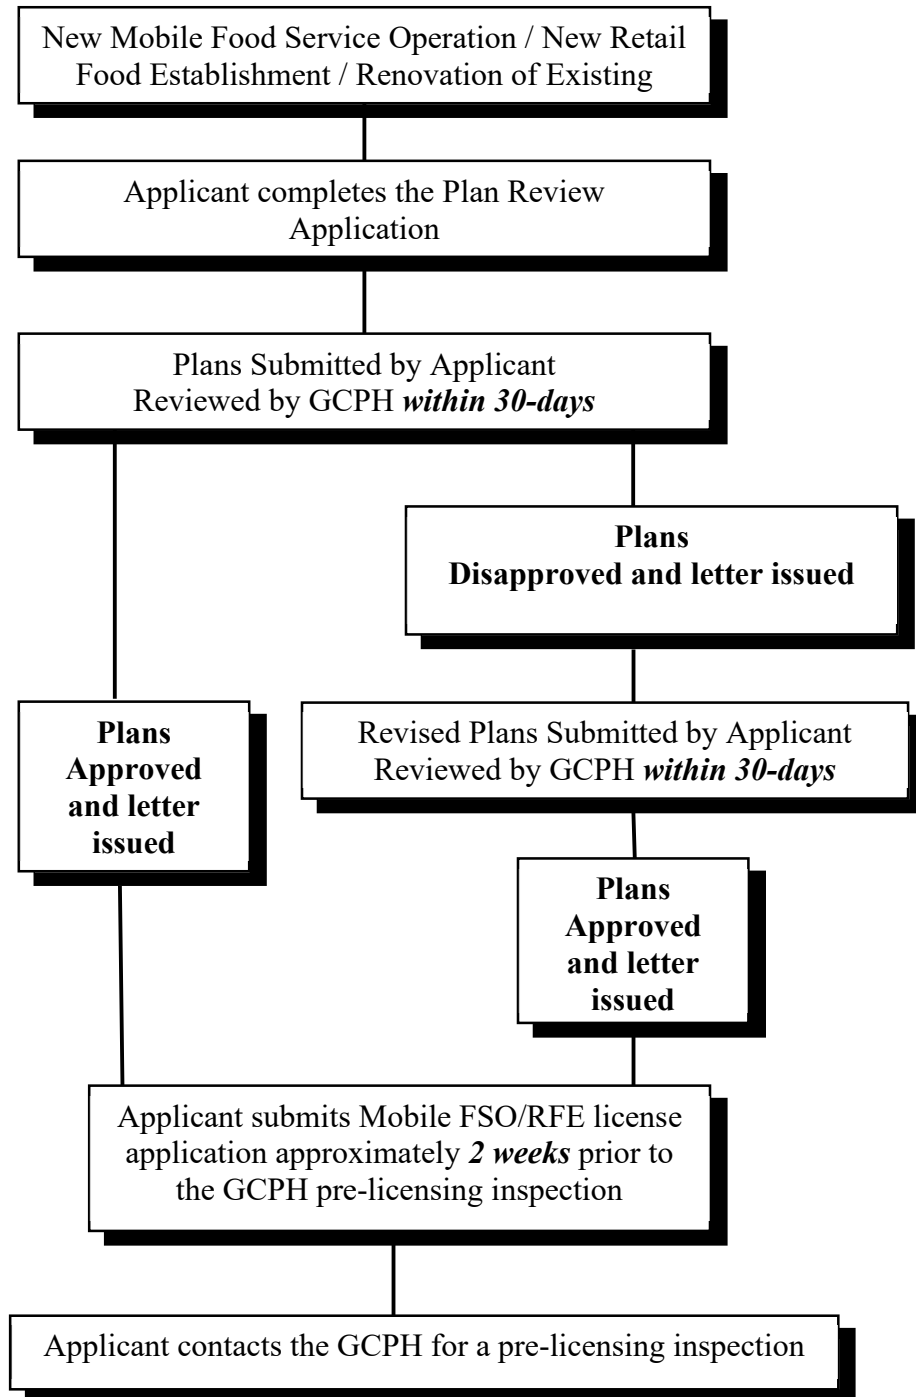 New Mobile Food Service Operation / New Retail
Food Establishment / Renovation of Existing
Applicant completes the Plan Review
Application
Plans Submitted by Applicant
Reviewed by GCPH within 30-days
Plans
Disapproved and letter issued
Plans
Approved
and letter
issued
Revised Plans Submitted by Applicant
Reviewed by GCPH within 30-days
Plans
Approved
and letter
issued
Applicant submits Mobile FSO/RFE license
application approximately 2 weeks prior to
the GCPH pre-licensing inspection
Applicant contacts the GCPH for a pre-licensing inspection